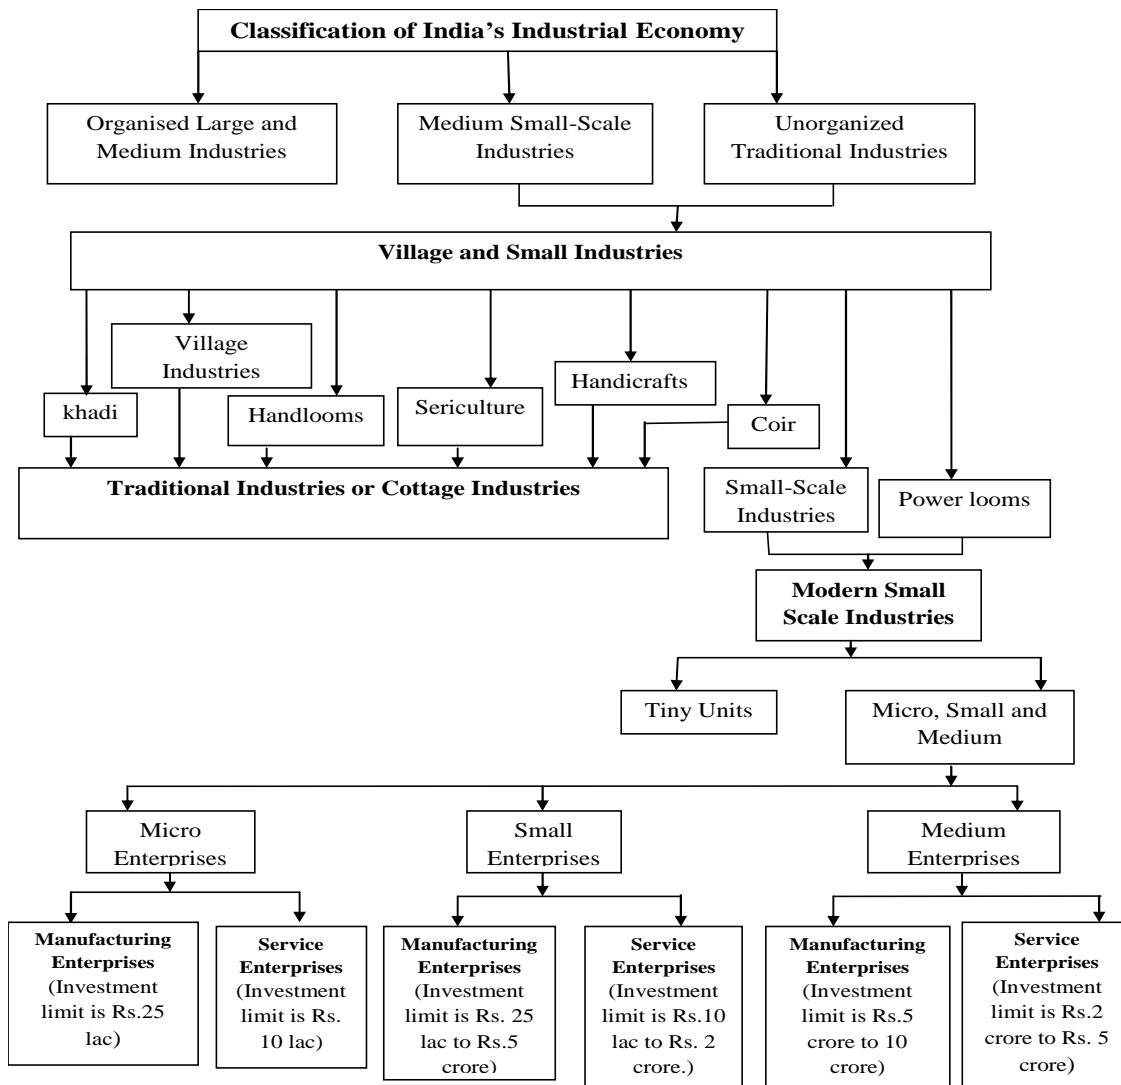 Classification of India's Industrial Economy
Organised Large and
Medium Industries
Medium Small-Scale
Industries
Unorganized
Traditional Industries
Village and Small Industries
Village
Industries
Handicrafts
khadi
Handlooms
Sericulture
Coir
Traditional Industries or Cottage Industries
Small-Scale
Industries
Power looms
Modern Small
Scale Industries
Tiny Units
Micro, Small and
Medium
Micro
Enterprises
Small
Enterprises
Medium
Enterprises
Manufacturing
Enterprises
(Investment
limit is Rs.25
lac)
Service
Enterprises
(Investment
limit is Rs.
10 lac)
Manufacturing
Enterprises
(Investment
limit is Rs. 25
lac to Rs.5
crore)
Service
Enterprises
(Investment
limit is Rs.10
lac to Rs. 2
crore.)
Manufacturing
Enterprises
(Investment
limit is Rs.5
crore to 10
crore)
Service
Enterprises
(Investment
limit is Rs.2
crore to Rs. 5
crore)